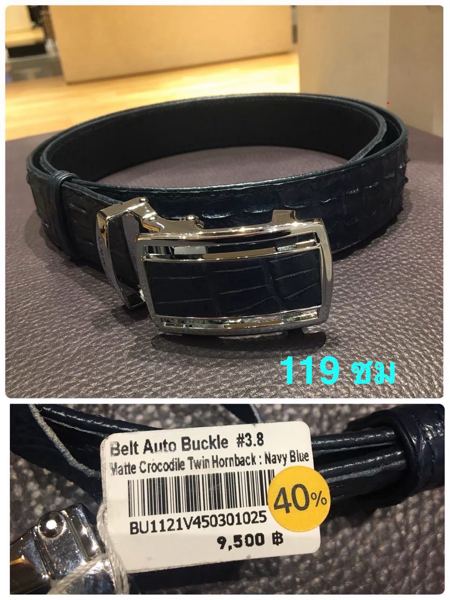 119 ซม
Belt Auto Buckle #3.8
Matte Crocodile Twin Hornback : Navy Blue
40%
BU1121V450301025
9,500 ฿